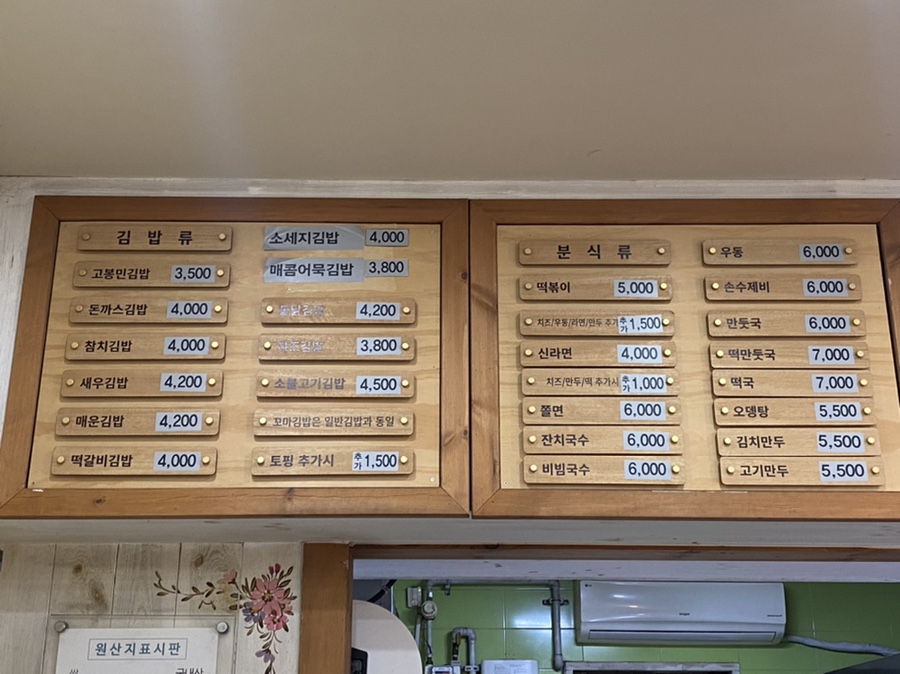 김 밥 류
고봉민김밥 3,500
돈까스김밥 4,000
참치김밥 4,000
새우김밥 4,200
매운김밥 4,200
떡갈비김밥 4,000
소세지김밥 4,000
매콤어묵김밥 3,800
4,200
3,800
소불고기김밥 4,500
꼬마김밥은 일반김밥과 동일
토핑 추가시 추가 1,500
분 식 류
떡볶이 5,000
치즈/우동/라면/만두 추가 추가 1,500
신라면 4,000
치즈/만두/떡 추가시 추가 1,000
쫄면 6,000
잔치국수 6,000
비빔국수 6,000
우동 6,000
손수제비 6,000
만둣국 6,000
떡만둣국 7,000
떡국 7,000
오뎅탕 5,500
김치만두 5,500
고기만두 5,500
원산지표시판